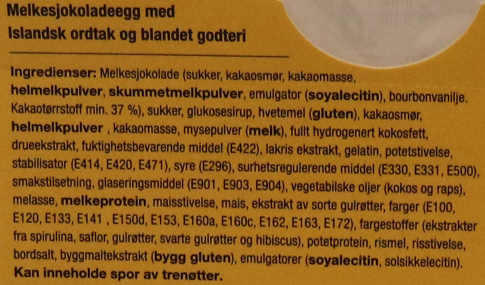 Melkesjokoladeegg med
Islandsk ordtak og blandet godteri
Ingredienser: Melkesjokolade (sukker, kakaosmør, kakaomasse,
helmelkpulver, skummetmelkpulver, emulgator (soyalecitin), bourbonvanilje.
Kakaotørrstoff min. 37 %), sukker, glukosesirup, hvetemel (gluten), kakaosmør,
helmelkpulver , kakaomasse, mysepulver (melk), fullt hydrogenert kokosfett,
drueekstrakt, fuktighetsbevarende middel (E422), lakris ekstrakt, gelatin, potetstivelse,
stabilisator (E414, E420, E471), syre (E296), surhetsregulerende middel (E330, E331, E500),
smakstilsetning, glaseringsmiddel (E901, E903, E904), vegetabilske oljer (kokos og raps),
melasse, melkeprotein, maisstivelse, mais, ekstrakt av sorte gulrøtter, farger (E100,
E120, E133, E141 , E150d, E153, E160a, E160c, E162, E163, E172), fargestoffer (ekstrakter
fra spirulina, saflor, gulrøtter, svarte gulrøtter og hibiscus), potetprotein, rismel, risstivelse,
bordsalt, byggmaltekstrakt (bygg gluten), emulgatorer (soyalecitin, solsikkelecitin).
Kan inneholde spor av trenøtter.